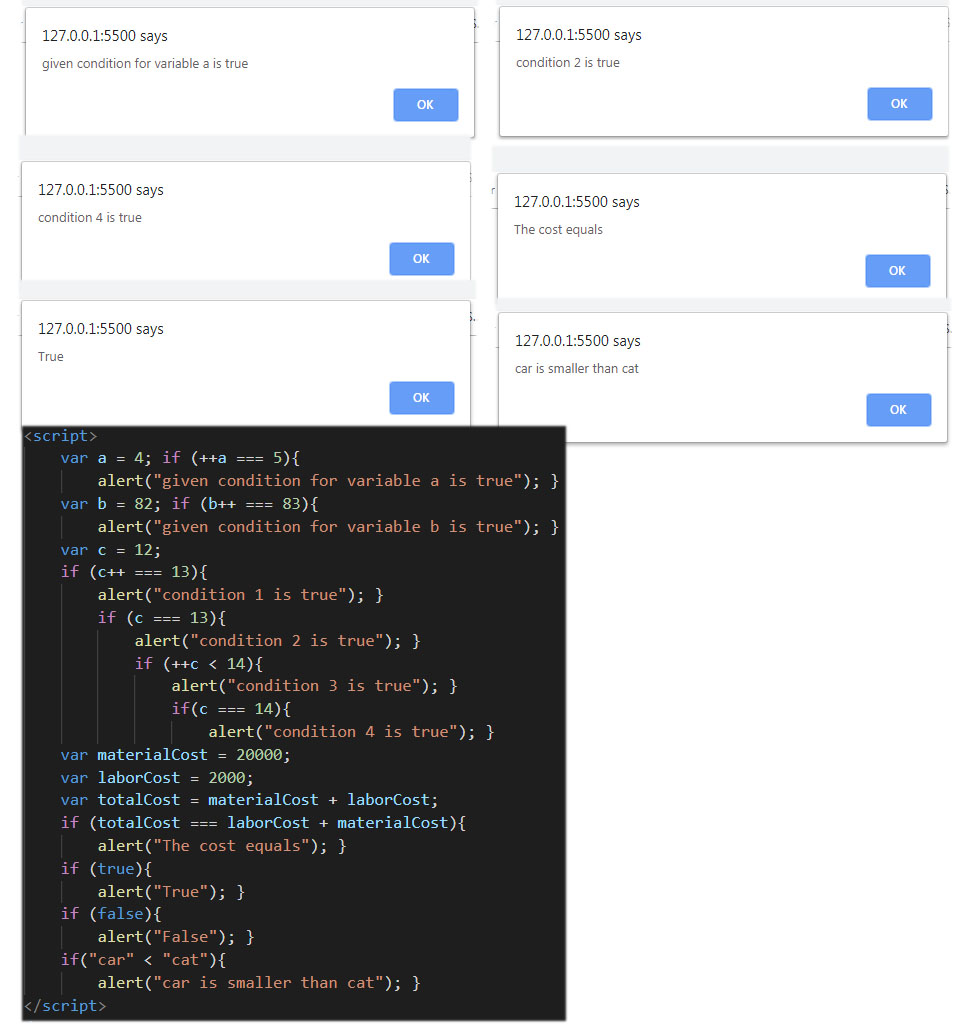 127.0.0.1:5500 says
given condition for variable a is true
OK
127.0.0.1:5500 says
condition 2 is true
OK
127.0.0.1:5500 says
condition 4 is true
OK
127.0.0.1:5500 says
The cost equals
OK
127.0.0.1:5500 says
True
OK
127.0.0.1:5500 says
car is smaller than cat
OK
<script>
var a = 4; if (++a === 5){
alert("given condition for variable a is true"); }
var b = 82; if (b++ === 83){
alert("given condition for variable b is true"); }
var c = 12;
if (c++ === 13){
alert("condition 1 is true"); }
if (c === 13){
alert("condition 2 is true"); }
if (++c < 14){
alert("condition 3 is true"); }
if(c === 14){
alert("condition 4 is true"); }
var materialCost = 20000;
var laborCost = 2000;
var totalCost = materialCost + laborCost;
if (totalCost === laborCost + materialCost){
alert("The cost equals"); }
if (true){
alert("True"); }
if (false){
alert("False"); }
if("car" < "cat"){
alert("car is smaller than cat"); }
</script>